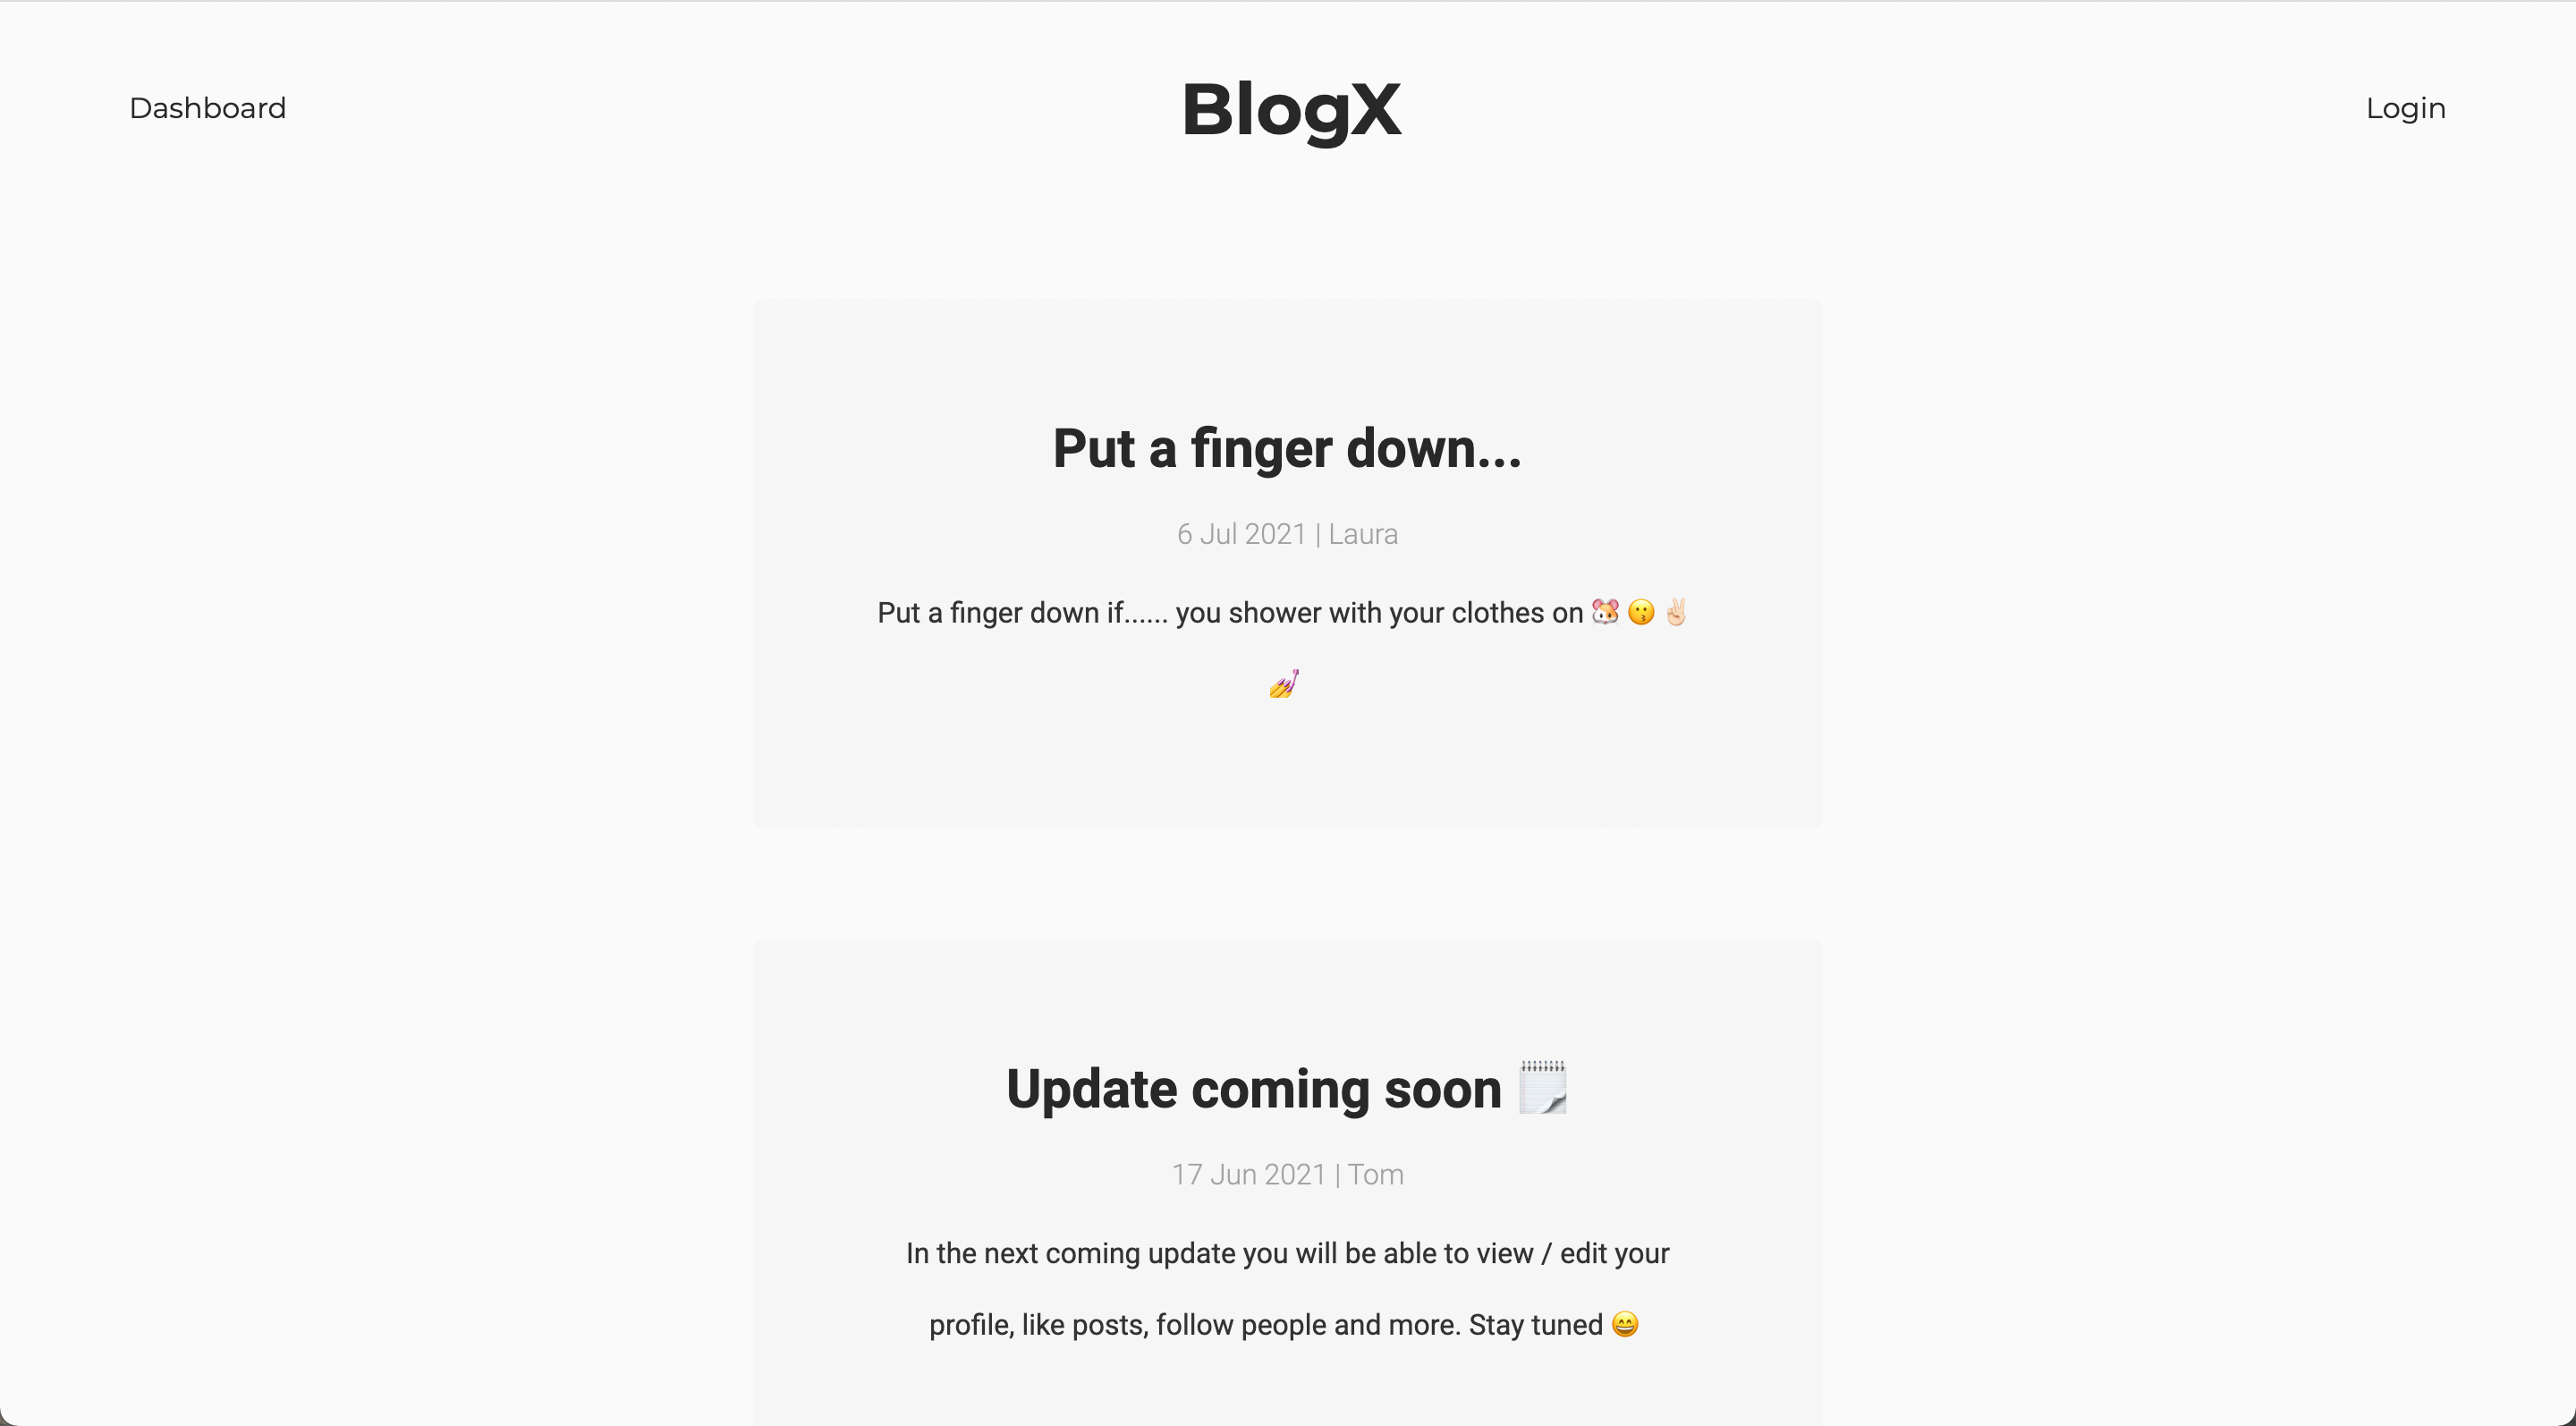 Dashboard
BlogX
Login
Put a finger down...
6 Jul 2021 | Laura
Put a finger down if...... you shower with your clothes on 🐹 😗 ✌🏻
💅
Update coming soon 🗒️
17 Jun 2021 | Tom
In the next coming update you will be able to view / edit your
profile, like posts, follow people and more. Stay tuned 😄